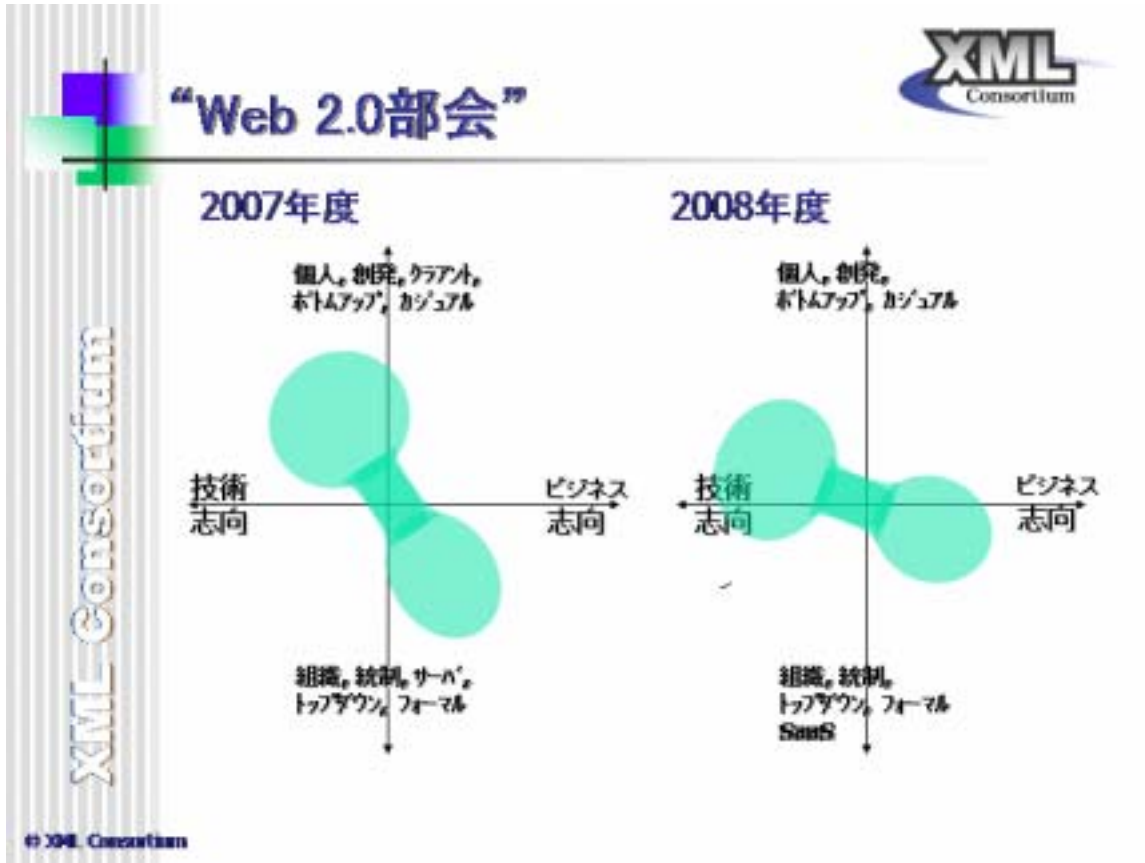 XML
Consortium
“Web 2.0部会”
2007年度
個人。創発。クラアント。
ボトムアップ。カジュアル
技術
志向
ビジネス
志向
組織。統制。サーバ。
トップダウン。フォーマル
2008年度
個人。創発。
ボトムアップ。カジュアル
技術
志向
ビジネス
志向
組織。統制。
トップダウン。フォーマル
SaaS
XML Consortium
© XML Consortium